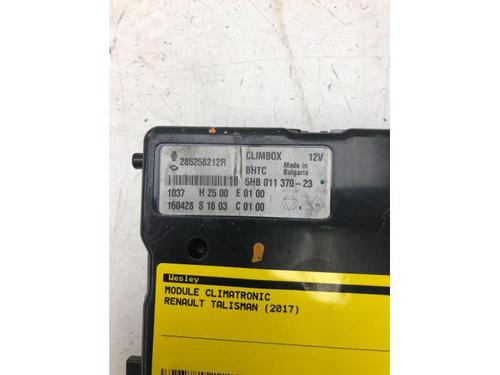 285258212R CLIMBOX 12V
BHTC Made in Bulgaria
5HB 011 370-23
1037 H 25 00 E 01 00
160428 S 16 03 C 01 00
Wesley
MODULE CLIMATRONIC
RENAULT TALISMAN (2017)